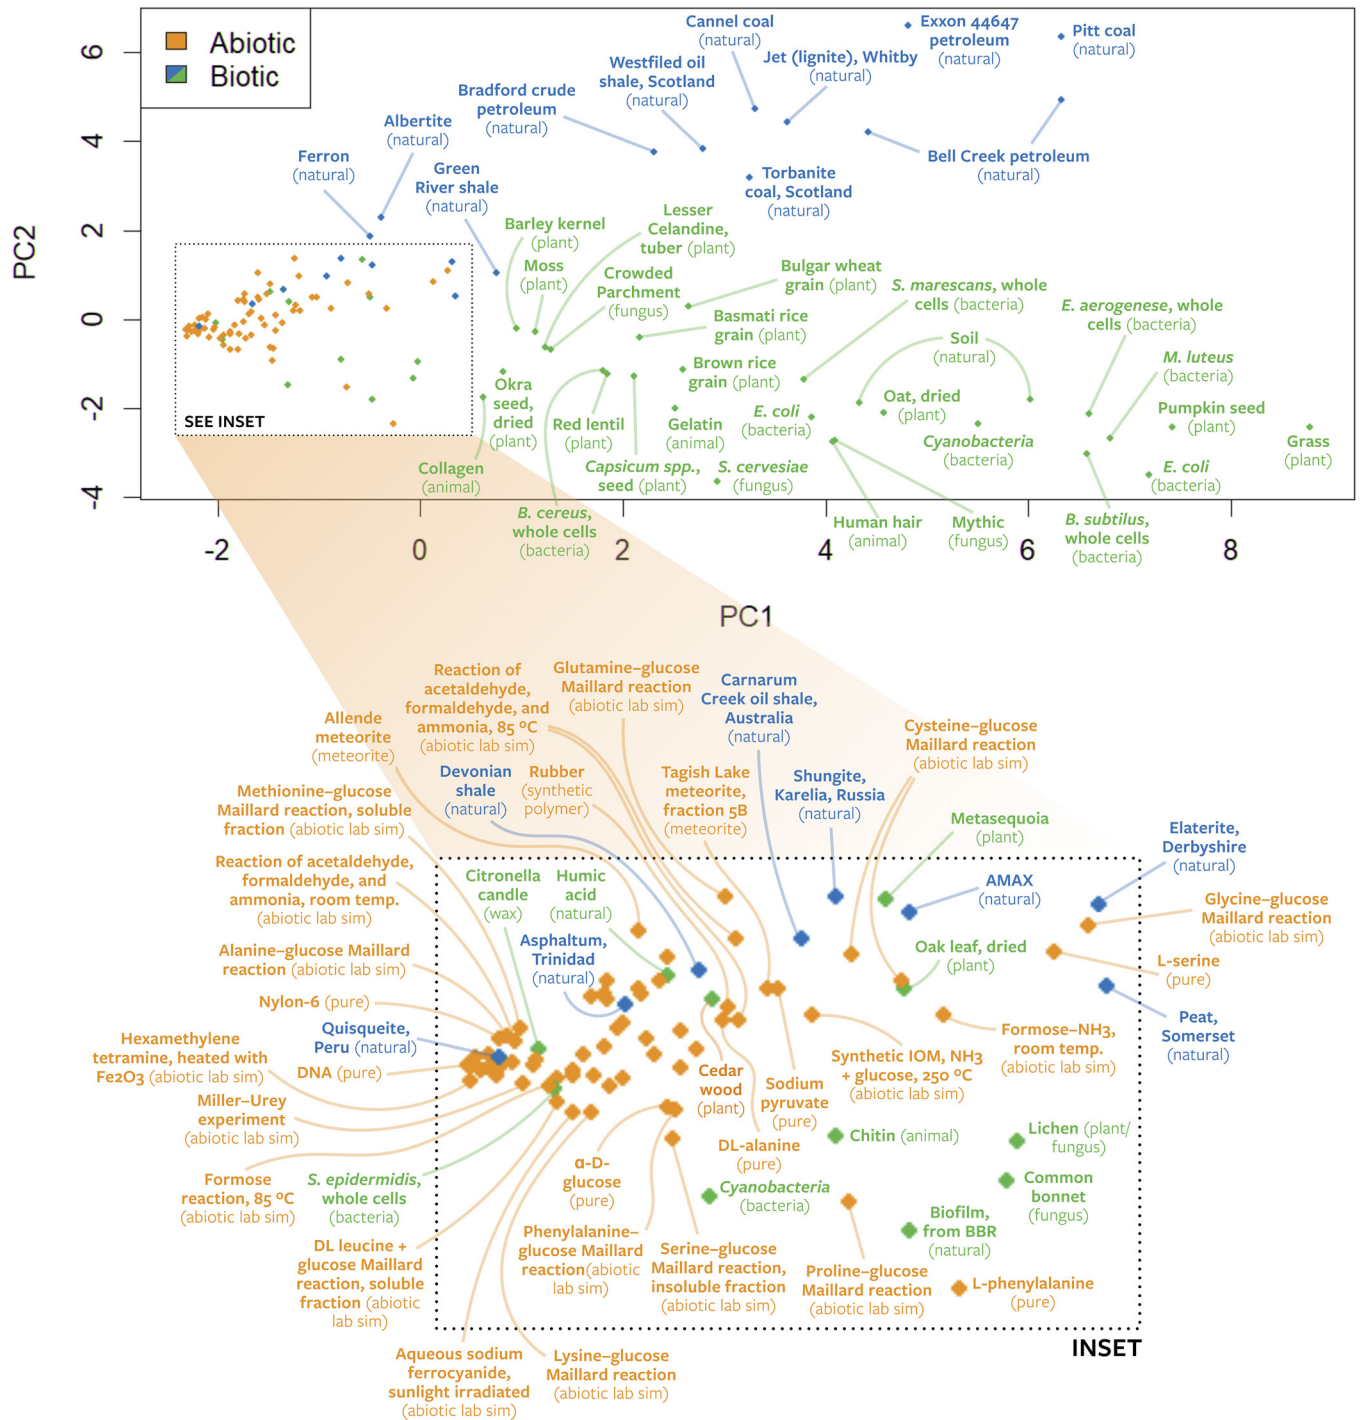 Abiotic
Biotic
PC2
6
4
2
0
-2
-4
Cannel coal
(natural)
Exxon 44647
petroleum
(natural)
Pitt coal
(natural)
Westfiled oil
shale, Scotland
(natural)
Jet (lignite), Whitby
(natural)
Bradford crude
petroleum
(natural)
Albertite
(natural)
Ferron
(natural)
Green
River shale
(natural)
Bell Creek petroleum
(natural)
Torbanite
coal, Scotland
(natural)
Barley kernel
(plant)
Lesser
Celandine,
tuber (plant)
Moss
(plant)
Crowded
Parchment
(fungus)
Bulgar wheat
grain (plant)
S. marescans, whole
cells (bacteria)
E. aerogenese, whole
cells (bacteria)
Basmati rice
grain (plant)
Soil
(natural)
M. luteus
(bacteria)
Brown rice
grain (plant)
Okra
seed,
dried
(plant)
Oat, dried
(plant)
Pumpkin seed
(plant)
Red lentil
(plant)
Gelatin
(animal)
E. coli
(bacteria)
Cyanobacteria
(bacteria)
Grass
(plant)
SEE INSET
Collagen
(animal)
Capsicum spp.,
seed (plant)
S. cervesiae
(fungus)
E. coli
(bacteria)
B. cereus,
whole cells
(bacteria)
Human hair
(animal)
Mythic
(fungus)
B. subtilus,
whole cells
(bacteria)
-2
0
2
4
6
8
PC1
Reaction of
acetaldehyde,
formaldehyde, and
ammonia, 85 ºC
(abiotic lab sim)
Glutamine–glucose
Maillard reaction
(abiotic lab sim)
Carnarum
Creek oil shale,
Australia
(natural)
Allende
meteorite
(meteorite)
Cysteine–glucose
Maillard reaction
(abiotic lab sim)
Devonian
shale
(natural)
Rubber
(synthetic
polymer)
Tagish Lake
meteorite,
fraction 5B
(meteorite)
Shungite,
Karelia, Russia
(natural)
Methionine–glucose
Maillard reaction, soluble
fraction (abiotic lab sim)
Metasequoia
(plant)
Elaterite,
Derbyshire
(natural)
Reaction of acetaldehyde,
formaldehyde, and
ammonia, room temp.
(abiotic lab sim)
Citronella
candle
(wax)
Humic
acid
(natural)
AMAX
(natural)
Glycine–glucose
Maillard reaction
(abiotic lab sim)
Asphaltum,
Trinidad
(natural)
Oak leaf, dried
(plant)
Alanine–glucose Maillard
reaction (abiotic lab sim)
L-serine
(pure)
Nylon-6 (pure)
Quisqueite,
Peru (natural)
Peat,
Somerset
(natural)
Hexamethylene
tetramine, heated with
Fe2O3 (abiotic lab sim)
DNA (pure)
Formose–NH3,
room temp.
(abiotic lab sim)
Synthetic IOM, NH3
+ glucose, 250 ºC
(abiotic lab sim)
Cedar
wood
(plant)
Sodium
pyruvate
(pure)
Miller–Urey
experiment
(abiotic lab sim)
Chitin (animal)
Lichen (plant/
fungus)
DL-alanine
(pure)
Formose
reaction, 85 ºC
(abiotic lab sim)
S. epidermidis,
whole cells
(bacteria)
α-D-
glucose
(pure)
Cyanobacteria
(bacteria)
Common
bonnet
(fungus)
Biofilm,
from BBR
(natural)
Phenylalanine–
glucose Maillard
reaction(abiotic
lab sim)
Serine–glucose
Maillard reaction,
insoluble fraction
(abiotic lab sim)
DL leucine +
glucose Maillard
reaction, soluble
fraction (abiotic
lab sim)
Proline–glucose
Maillard reaction
(abiotic lab sim)
L-phenylalanine
(pure)
INSET
Aqueous sodium
ferrocyanide,
sunlight irradiated
(abiotic lab sim)
Lysine–glucose
Maillard reaction
(abiotic lab sim)